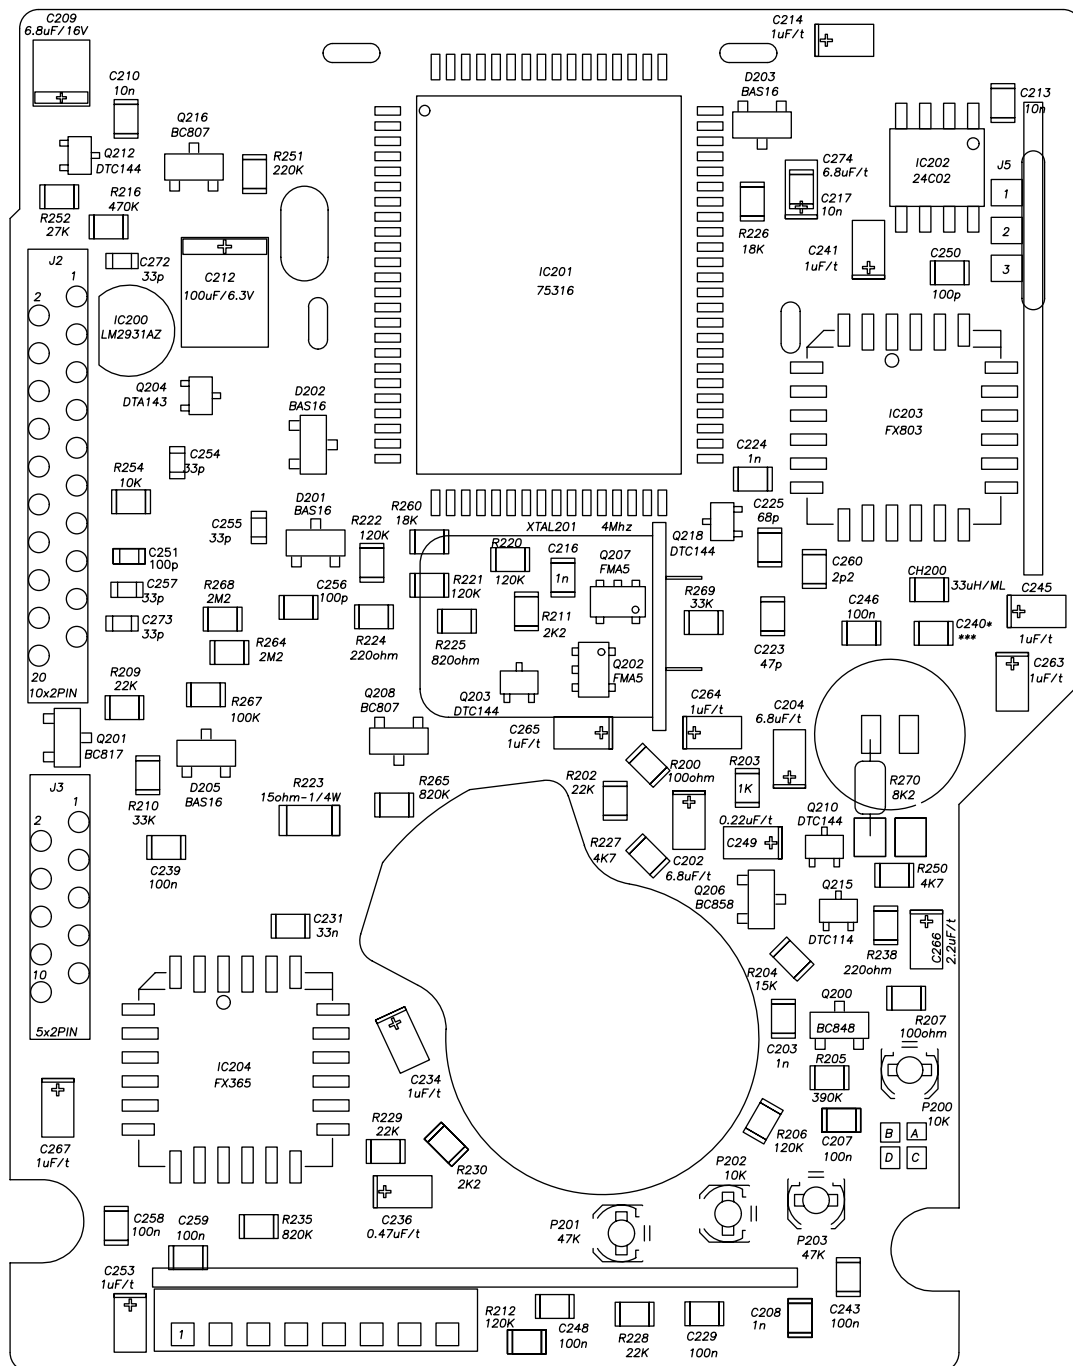 C209
6.8uF/16V
C214
1uF/t
C210
10n
D203
BAS16
C213
10n
Q216
BC807
Q212
DTC144
R251
220K
C274
6.8uF/t
IC202
24C02
J5
1
2
3
R216
470K
R252
27K
C217
10n
R226
18K
C241
1uF/t
C250
100p
J2
1
2
C272
33p
C212
100uF/6.3V
IC201
75316
IC200
LM2931AZ
Q204
DTA143
D202
BAS16
IC203
FX803
C254
33p
C224
1n
R254
10K
D201
BAS16
R260
18K
C225
68p
C255
33p
R222
120K
XTAL201
4Mhz
Q218
DTC144
R220
120K
C216
1n
Q207
FMA5
C251
100p
C260
2p2
CH200
33uH/ML
C257
33p
R268
2M2
C256
100p
R221
120K
R269
33K
C245
1uF/t
C246
100n
R211
2K2
C273
33p
R264
2M2
R224
220ohm
R225
820ohm
C240*
***
C223
47p
Q202
FMA5
C263
1uF/t
20
10x2PIN
R209
22K
R267
100K
Q208
BC807
Q203
DTC144
C264
1uF/t
C204
6.8uF/t
Q201
BC817
C265
1uF/t
R200
100ohm
R203
1K
J3
1
2
R210
33K
D205
BAS16
R223
15ohm-1/4W
R265
820K
R202
22K
R270
8K2
Q210
DTC144
0.22uF/t
C249
R227
4K7
C202
6.8uF/t
C239
100n
R250
4K7
Q206
BC858
Q215
DTC114
C231
33n
C266
2.2uF/t
R238
220ohm
10
R204
15K
Q200
BC848
R207
100ohm
5x2PIN
C203
1n
IC204
FX365
R205
390K
C234
1uF/t
P200
10K
R229
22K
B
A
D
C
C267
1uF/t
R206
120K
C207
100n
R230
2K2
P202
10K
C258
100n
C259
100n
R235
820K
C236
0.47uF/t
P201
47K
P203
47K
C253
1uF/t
1
R212
120K
C248
100n
R228
22K
C229
100n
C208
1n
C243
100n